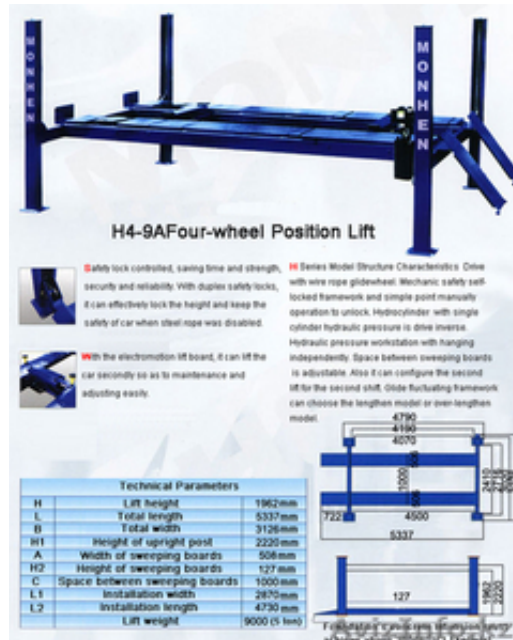 MONHEN
MONHEN
H4-9AFour-wheel Position Lift
Safity lock controlled, saving time and strength,
security and reliability. With duplex safety locks,
it can effectively lock the height and keep the
safety of car when steel rope was disabled.
With the electromotion lift board, it can lift the
car secondly so as to maintenance and
adjusting easily.
H Series Model Structure Characteristics Drive
with wire rope glidewheel. Mechanic safety self-
locked framework and simple point manually
operation to unlock. Hydrocylinder with single
cylinder hydraulic pressure is drive inverse.
Hydraulic pressure workstation with hanging
independently. Space between sweeping boards
is adjustable. Also it can configure the second
lift for the second shift. Glide fluctuating framework
can choose the lengthen model or over-lengthen
model.
4790
4190
4070
508
1000
508
2410
722
4500
5337
Technical Parameters
H Lift height 1962mm
L Total length 5337mm
B Total width 3126mm
H1 Height of upright post 2220mm
A Width of sweeping boards 508mm
H2 Height of sweeping boards 127mm
C Space between sweeping boards 1000mm
L1 Installation width 2870mm
L2 Installation length 4730mm
Lift weight 9000 (5 ton)
127
1962
2220